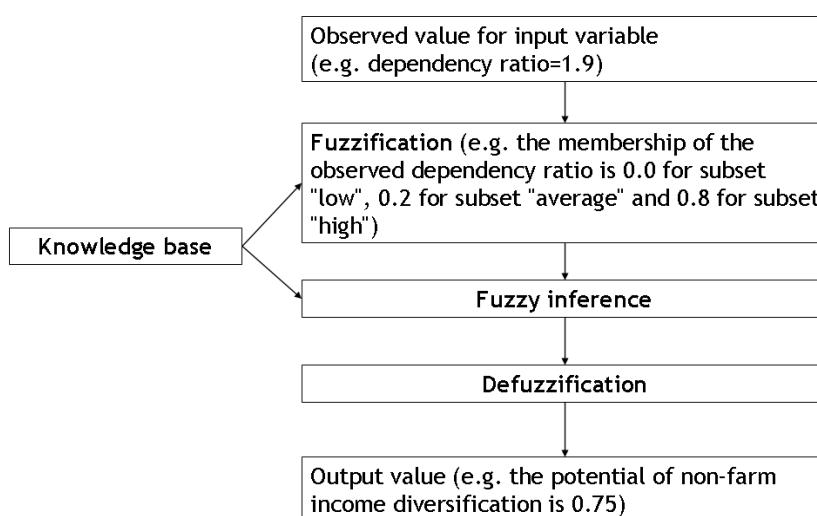 Observed value for input variable
(e.g. dependency ratio=1.9)
Fuzzification (e.g. the membership of the
observed dependency ratio is 0.0 for subset
"low", 0.2 for subset "average" and 0.8 for subset
"high")
Knowledge base
Fuzzy inference
Defuzzification
Output value (e.g. the potential of non-farm
income diversification is 0.75)